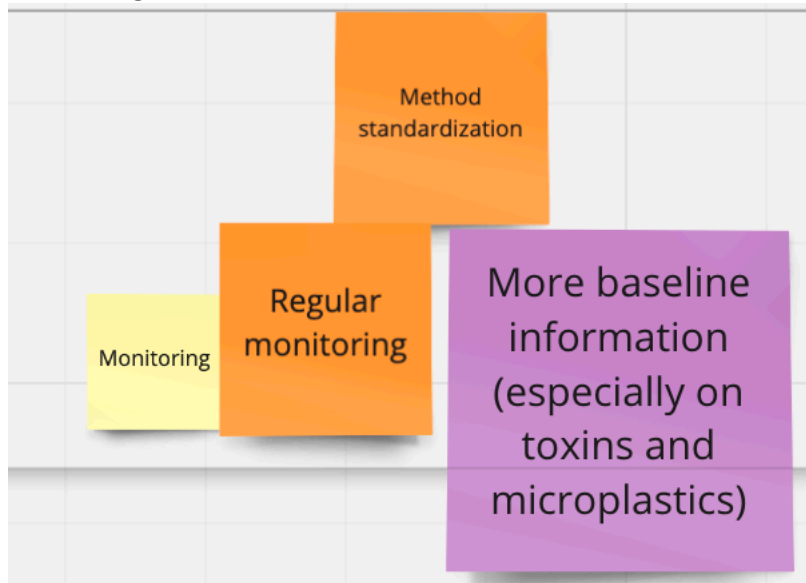 Method
standardization
Regular
monitoring
Monitoring
More baseline
information
(especially on
toxins and
microplastics)